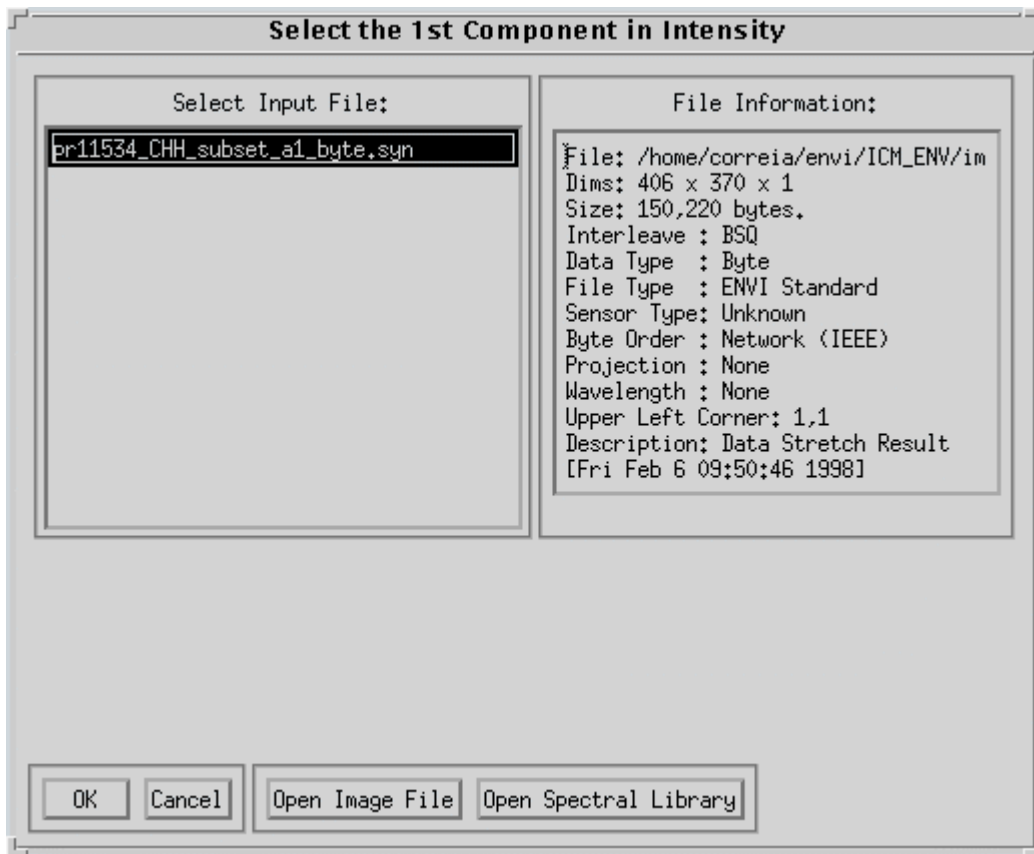 Select the 1st Component in Intensity
Select Input File:
pr11534_CHH_subset_a1_byte.syn
File Information:
File: /home/correia/envi/ICM_ENV/im
Dims: 406 x 370 x 1
Size: 150,220 bytes.
Interleave : BSQ
Data Type  : Byte
File Type  : ENVI Standard
Sensor Type: Unknown
Byte Order : Network (IEEE)
Projection : None
Wavelength : None
Upper Left Corner: 1,1
Description: Data Stretch Result
[Fri Feb 6 09:50:46 1998]
OK
Cancel
Open Image File
Open Spectral Library